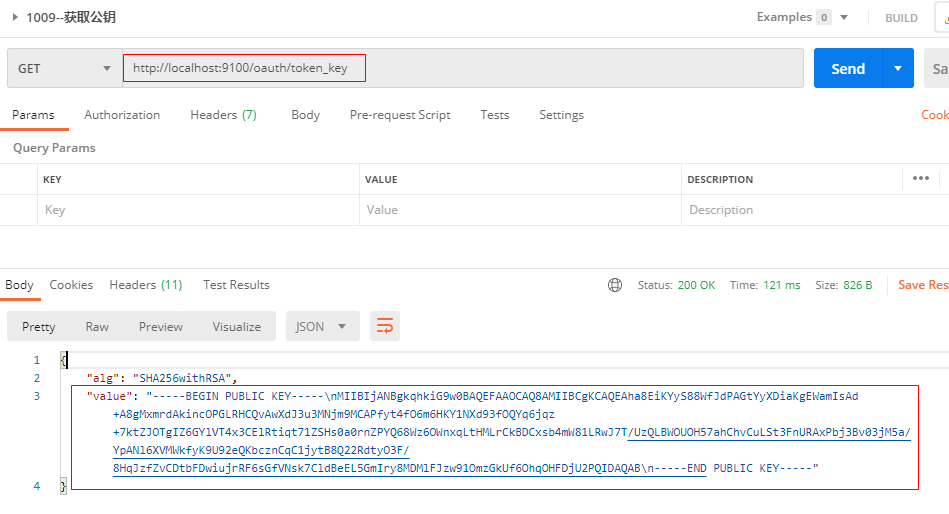 1009--获取公钥
Examples 0 BUILD
GET http://localhost:9100/oauth/token_key Send Sa
Params Authorization Headers (7) Body Pre-request Script Tests Settings Cook
Query Params
KEY VALUE DESCRIPTION •••
Key Value Description
Body Cookies Headers (11) Test Results Status: 200 OK Time: 121 ms Size: 826 B Save Res
Pretty Raw Preview Visualize JSON
1 {
2 "alg": "SHA256withRSA",
3 "value": "-----BEGIN PUBLIC KEY-----\nMIIBIjANBgkqhkiG9w0BAQEFAAOCAQ8AMIIBCgKCAQEAha8EiKYyS88WfJdPAGtYyXDiaKgEWamIsAd
+A8gMxmrdAkincOPGLRHCQvAwXdJ3u3MNjm9MCAPfyt4fO6m6HKY1NXd93fOQYq6jqz
+7ktZJOTgIZ6GYlVT4x3CElRtiqt71ZSHs0a0rnZPYQ68Wz6OWnxqLtHMLrCkBDCxsb4mW81LRwJ7T/UzQLBWOUOH57ahChvCuLSt3FnURAxPbj3Bv03jM5a/
YpANl6XVMWkfyK9U92eQKbcznCqC1jytB8Q22RdtyO3F/
8HqJzfZvCDtbFDwiujrRF6sGfVNsk7CldBeEL5GmIry8MDMlFJzw91OmzGkUf6OhqOHFDjU2PQIDAQAB\n-----END PUBLIC KEY-----"
4 }